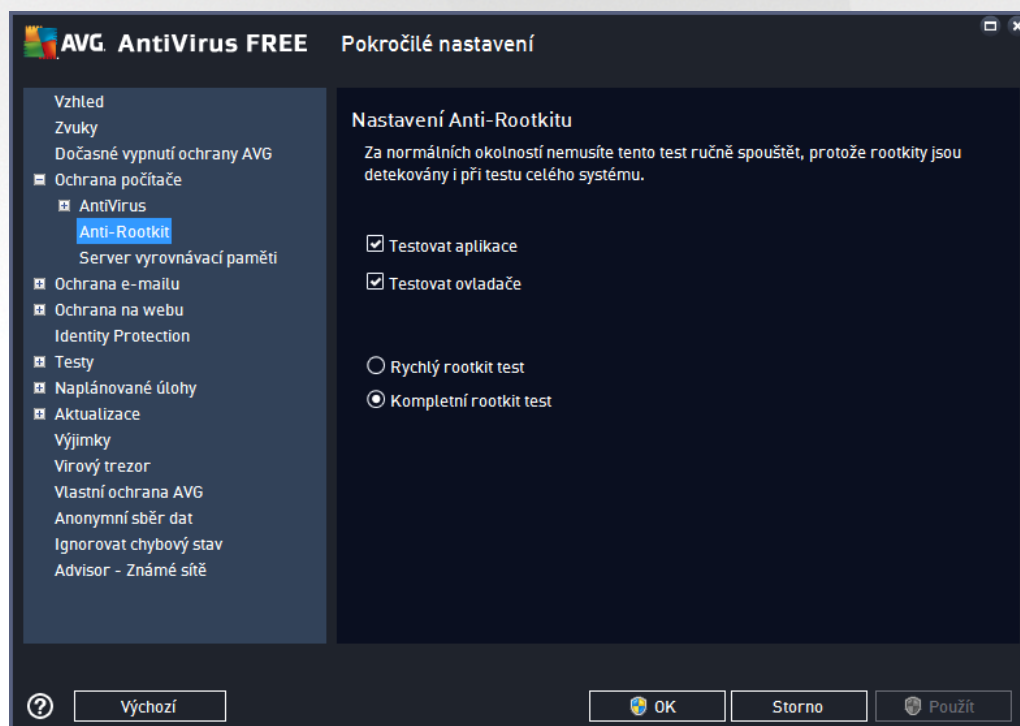 AVG. AntiVirus FREE Pokročilé nastavení
Vzhled
Zvuky
Dočasné vypnutí ochrany AVG
Ochrana počítače
AntiVirus
Anti-Rootkit
Server vyrovnávací paměti
Ochrana e-mailu
Ochrana na webu
Identity Protection
Testy
Naplánované úlohy
Aktualizace
Výjimky
Virový trezor
Vlastní ochrana AVG
Anonymní sběr dat
Ignorovat chybový stav
Advisor - Známé sítě
Nastavení Anti-Rootkitu
Za normálních okolností nemusíte tento test ručně spouštět, protože rootkity jsou
detekovány i při testu celého systému.
Testovat aplikace
Testovat ovladače
Rychlý rootkit test
Kompletní rootkit test
? Výchozí OK Storno Použít